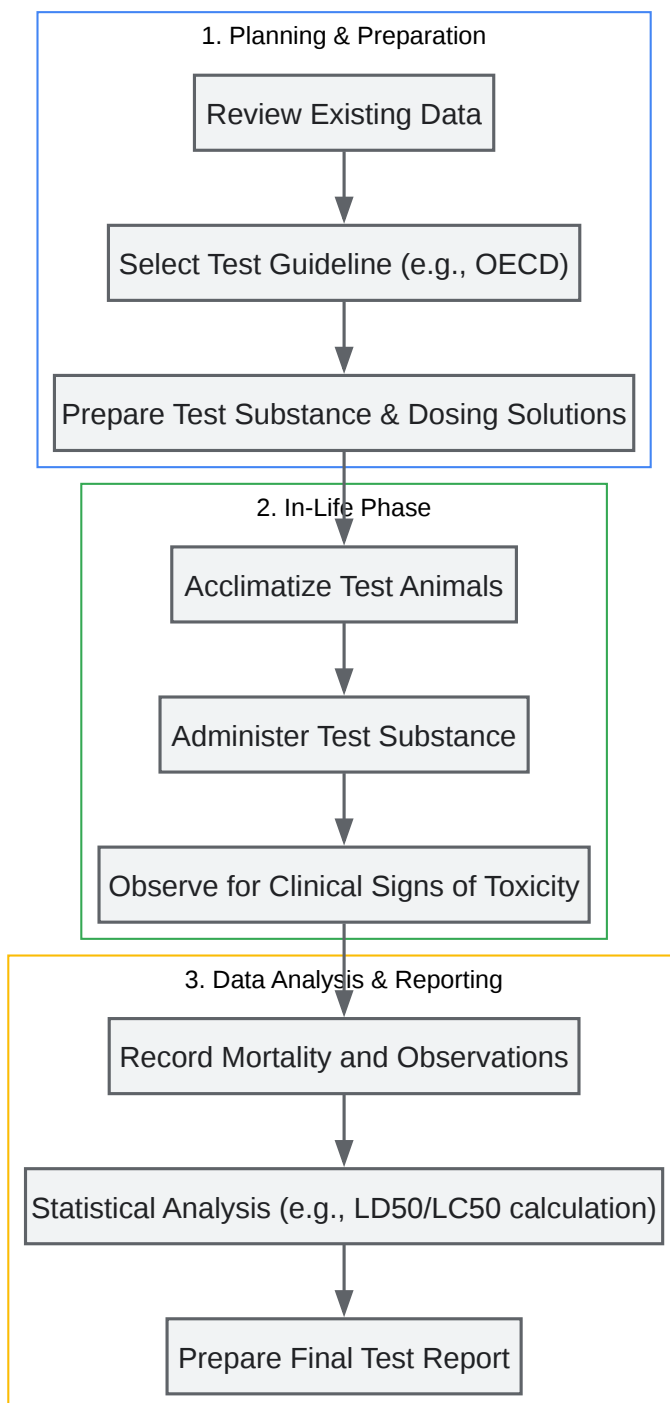 1. Planning & Preparation
Review Existing Data
Select Test Guideline (e.g., OECD)
Prepare Test Substance & Dosing Solutions
2. In-Life Phase
Acclimatize Test Animals
Administer Test Substance
Observe for Clinical Signs of Toxicity
3. Data Analysis & Reporting
Record Mortality and Observations
Statistical Analysis (e.g., LD50/LC50 calculation)
Prepare Final Test Report